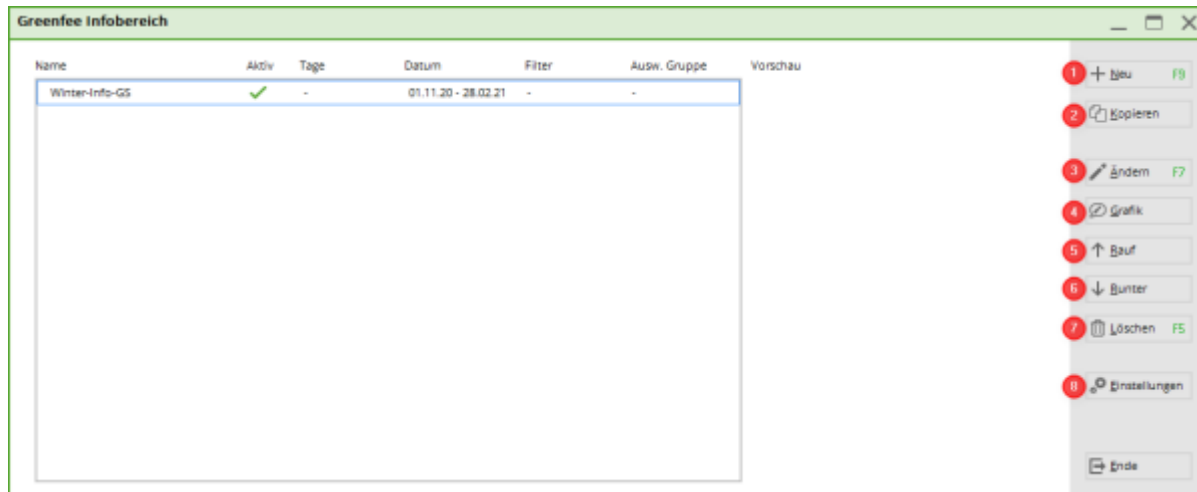 Greenfee Infobereich
Name Aktiv Tage Datum Filter Ausw. Gruppe Vorschau
Winter-Info-GS - 01.11.20 - 28.02.21 - -
1 Neu F9
2 Kopieren
3 Ändern F7
4 Grafik
5 Rauf
6 Runter
7 Löschen F5
8 Einstellungen
Ende